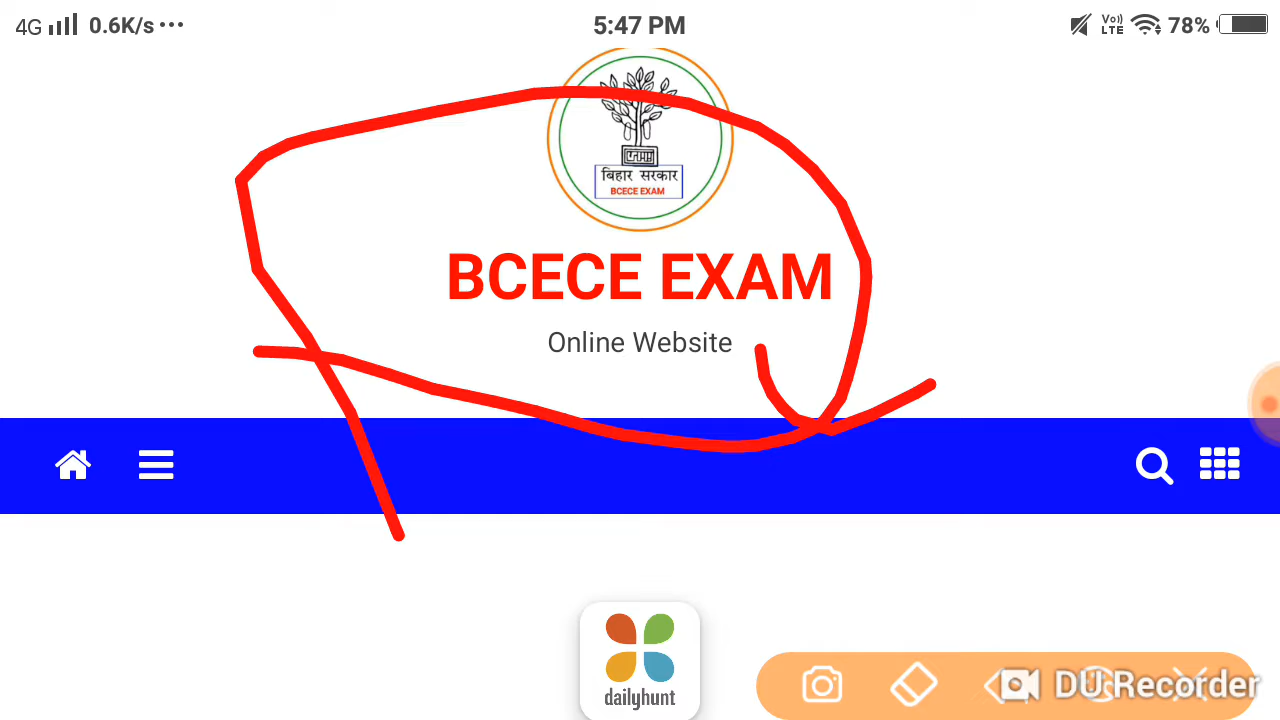 4G 0.6K/s ... 5:47 PM Vo)) LTE 78%
बिहार सरकार
BCECE EXAM
BCECE EXAM
Online Website
dailyhunt
DU Recorder